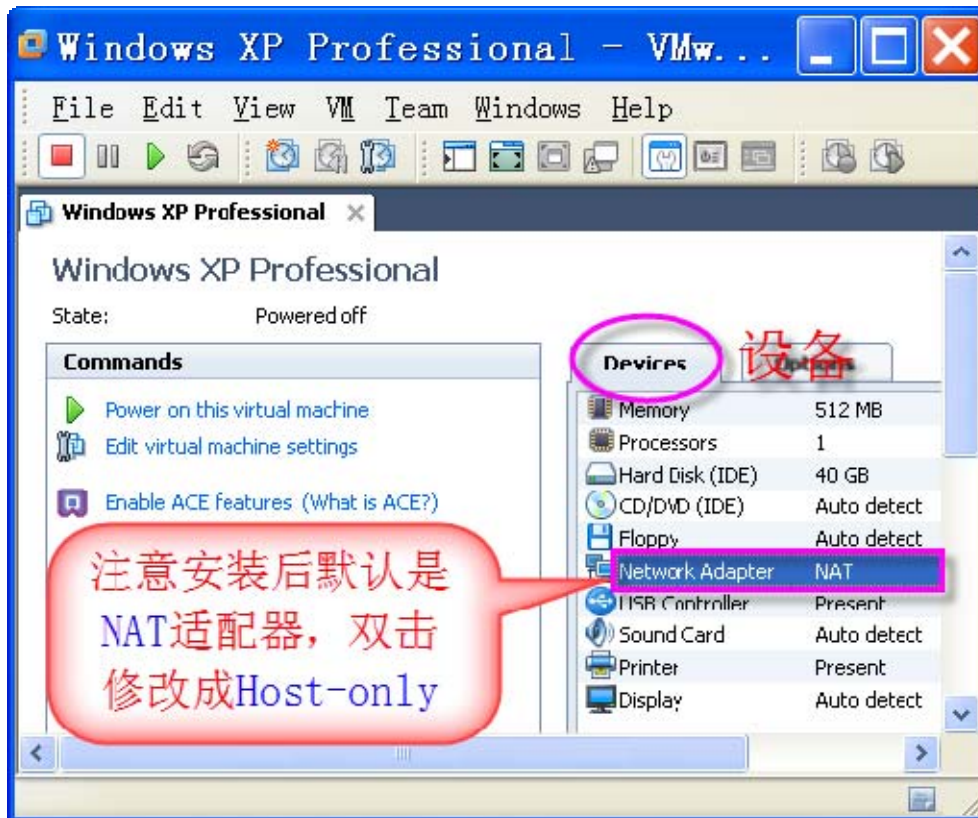 Windows XP Professional - VMw...
File Edit View VM Team Windows Help
Windows XP Professional
Windows XP Professional
State: Powered off
Commands
Devices
设备
Options
Power on this virtual machine
Edit virtual machine settings
Enable ACE features (What is ACE?)
注意安装后默认是
NAT适配器，双击
修改成Host-only
Memory 512 MB
Processors 1
Hard Disk (IDE) 40 GB
CD/DVD (IDE) Auto detect
Floppy Auto detect
Network Adapter NAT
USB Controller Present
Sound Card Auto detect
Printer Present
Display Auto detect